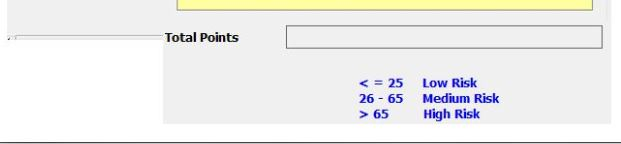 Total Points
< = 25 Low Risk
26 - 65 Medium Risk
> 65 High Risk